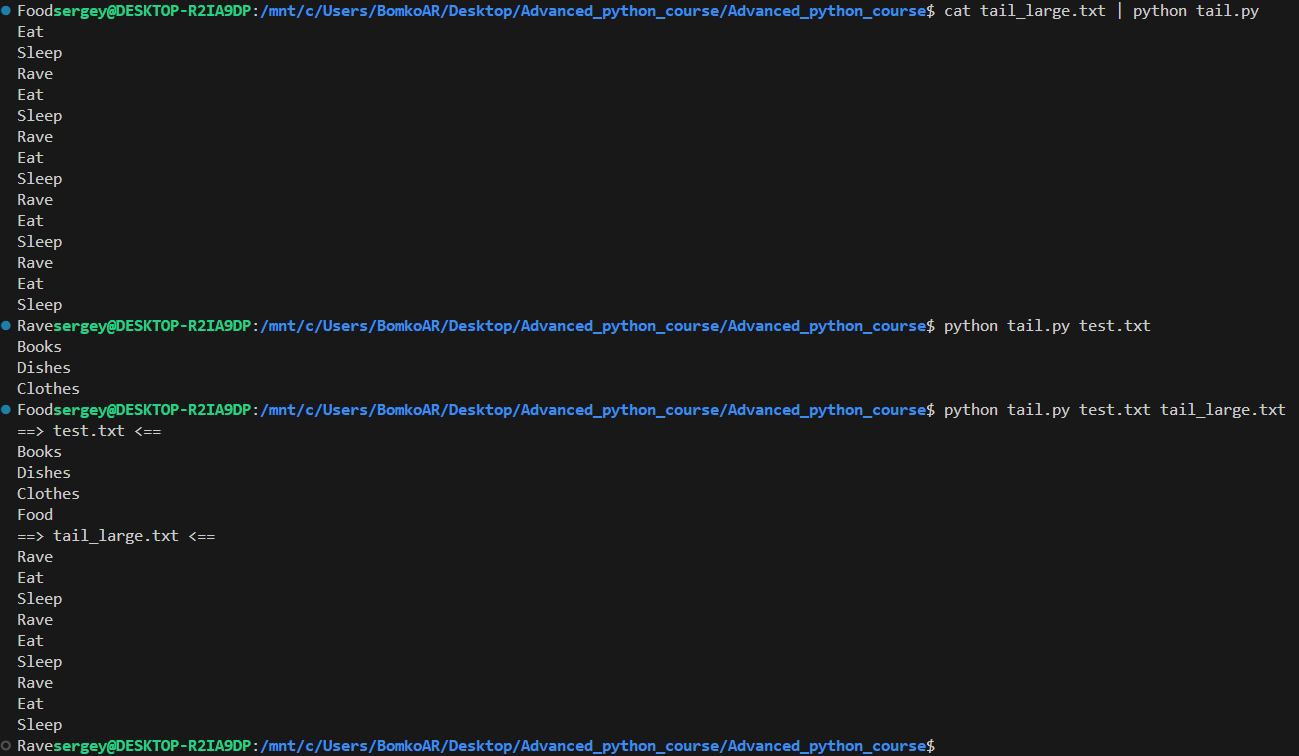 Foodsergey@DESKTOP-R2IA9DP:/mnt/c/Users/BomkoAR/Desktop/Advanced_python_course/Advanced_python_course$ cat tail_large.txt | python tail.py
Eat
Sleep
Rave
Eat
Sleep
Rave
Eat
Sleep
Rave
Eat
Sleep
Rave
Eat
Sleep
Ravesergey@DESKTOP-R2IA9DP:/mnt/c/Users/BomkoAR/Desktop/Advanced_python_course/Advanced_python_course$ python tail.py test.txt
Books
Dishes
Clothes
Foodsergey@DESKTOP-R2IA9DP:/mnt/c/Users/BomkoAR/Desktop/Advanced_python_course/Advanced_python_course$ python tail.py test.txt tail_large.txt
==> test.txt <==
Books
Dishes
Clothes
Food
==> tail_large.txt <==
Rave
Eat
Sleep
Rave
Eat
Sleep
Rave
Eat
Sleep
Ravesergey@DESKTOP-R2IA9DP:/mnt/c/Users/BomkoAR/Desktop/Advanced_python_course/Advanced_python_course$